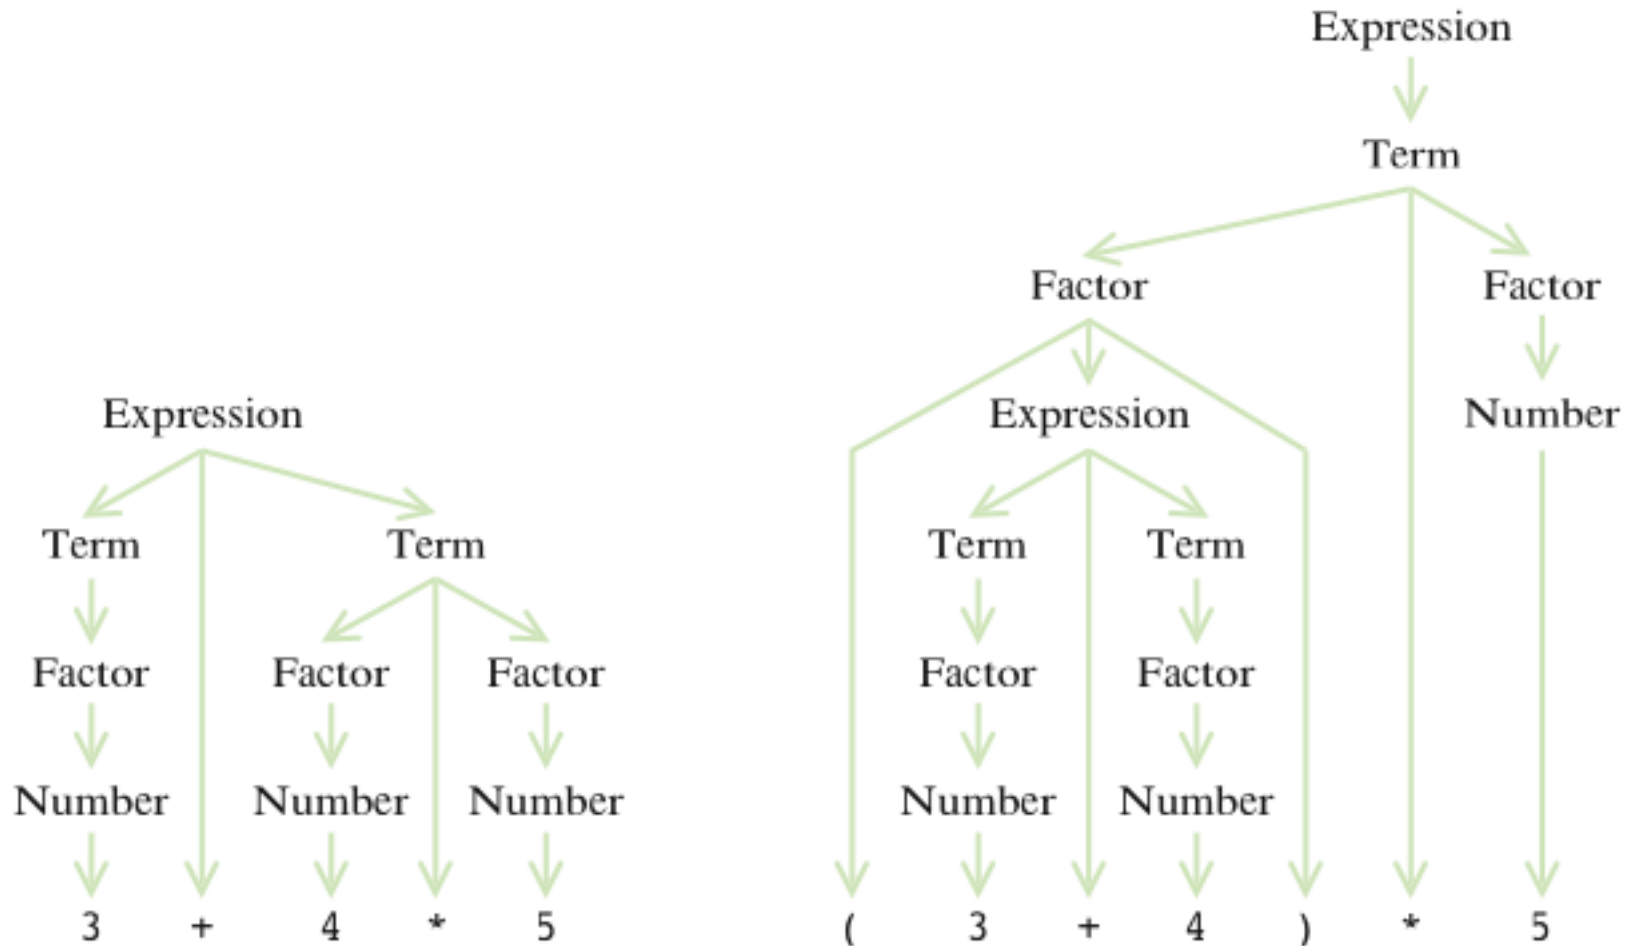 Expression
Term
Factor Factor
Expression Expression Number
Term Term Term Term
Factor Factor Factor Factor Factor
Number Number Number Number Number
3 + 4 * 5 ( 3 + 4 ) * 5